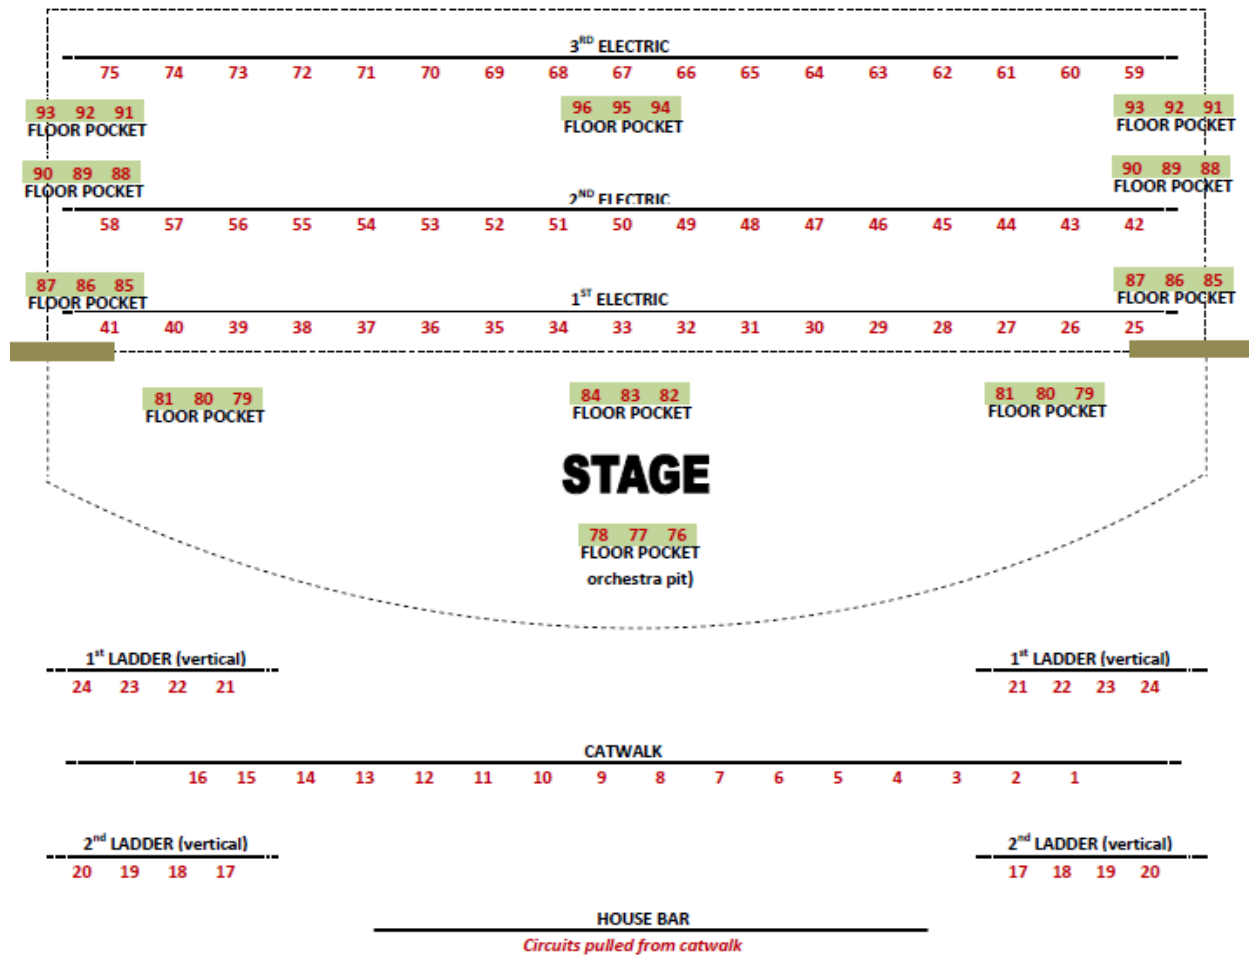 3RD ELECTRIC
75 74 73 72 71 70 69 68 67 66 65 64 63 62 61 60 59
93 92 91
FLOOR POCKET
96 95 94
FLOOR POCKET
93 92 91
FLOOR POCKET
90 89 88
FLOOR POCKET
90 89 88
FLOOR POCKET
2ND ELECTRIC
58 57 56 55 54 53 52 51 50 49 48 47 46 45 44 43 42
87 86 85
FLOOR POCKET
87 86 85
FLOOR POCKET
1ST ELECTRIC
41 40 39 38 37 36 35 34 33 32 31 30 29 28 27 26 25
81 80 79
FLOOR POCKET
84 83 82
FLOOR POCKET
81 80 79
FLOOR POCKET
STAGE
78 77 76
FLOOR POCKET
orchestra pit)
1st LADDER (vertical)
24 23 22 21
1st LADDER (vertical)
21 22 23 24
CATWALK
16 15 14 13 12 11 10 9 8 7 6 5 4 3 2 1
2nd LADDER (vertical)
20 19 18 17
2nd LADDER (vertical)
17 18 19 20
HOUSE BAR
Circuits pulled from catwalk